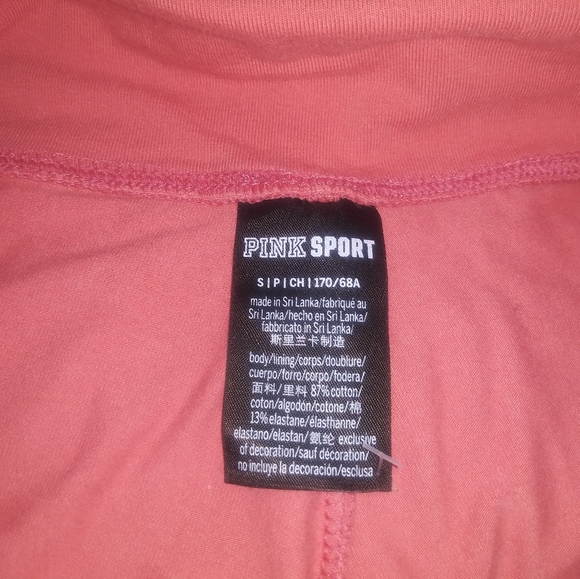 PINK SPORT
S | P | CH | 170/68A
made in Sri Lanka/fabriqué au
Sri Lanka/hecho en Sri Lanka/
fabbricato in Sri Lanka/
斯里兰卡制造
body/lining/corps/doublure/
cuerpo/forro/corpo/fodera/
面料/里料 87% cotton/
coton/algodón/cotone/棉
13% elastane/élasthanne/
elastano/elastan/氨纶 exclusive
of decoration/sauf décoration/
no incluye la decoración/esclusa